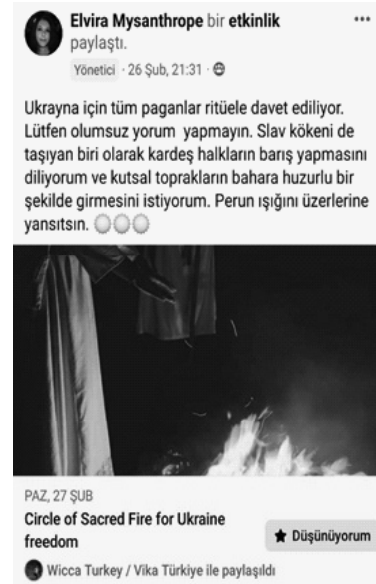 Elvira Mysanthrope bir etkinlik
paylaştı.
Yönetici · 26 Şub, 21:31 ·
Ukrayna için tüm paganlar ritüele davet ediliyor.
Lütfen olumsuz yorum yapmayın. Slav kökeni de
taşıyan biri olarak kardeş halkların barış yapmasını
diliyorum ve kutsal toprakların bahara huzurlu bir
şekilde girmesini istiyorum. Perun ışığını üzerlerine
yansıtsın.
PAZ, 27 ŞUB
Circle of Sacred Fire for Ukraine
freedom
★ Düşünüyorum
Wicca Turkey / Vika Türkiye ile paylaşıldı